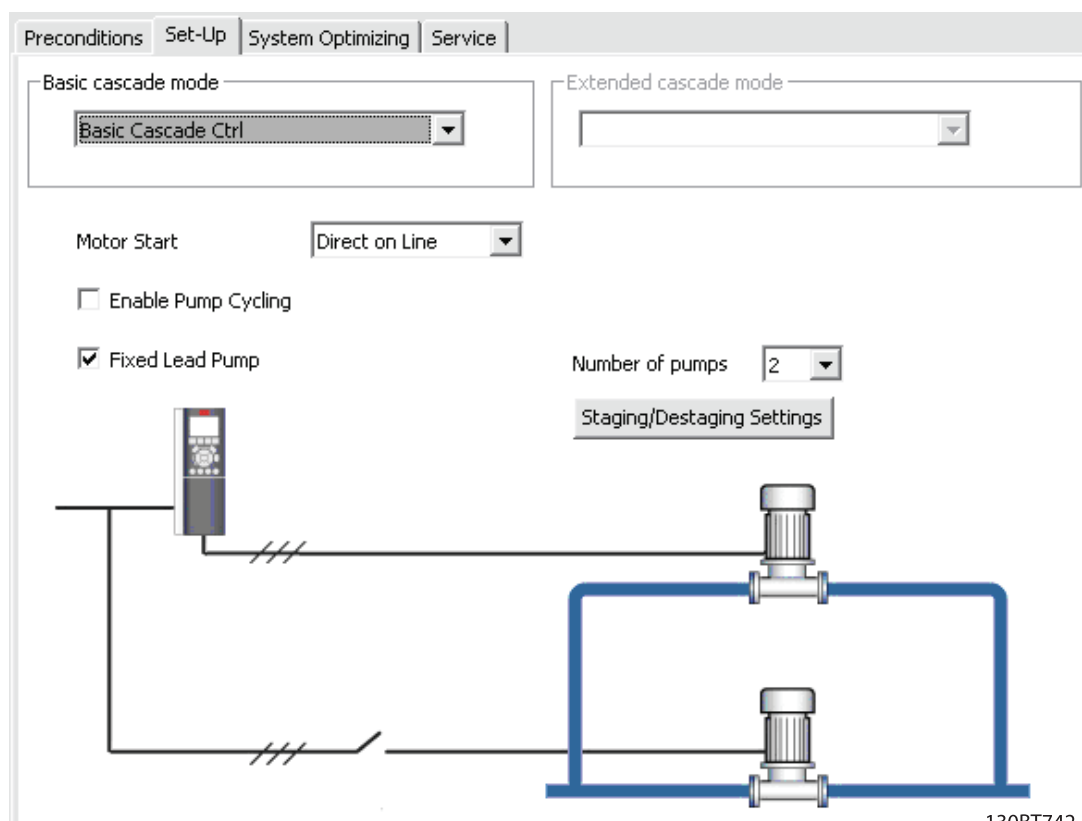 Preconditions Set-Up System Optimizing Service
Basic cascade mode
Extended cascade mode
Basic Cascade Ctrl
Motor Start
Direct on Line
Enable Pump Cycling
Fixed Lead Pump
Number of pumps
2
Staging/Destaging Settings
130BT742